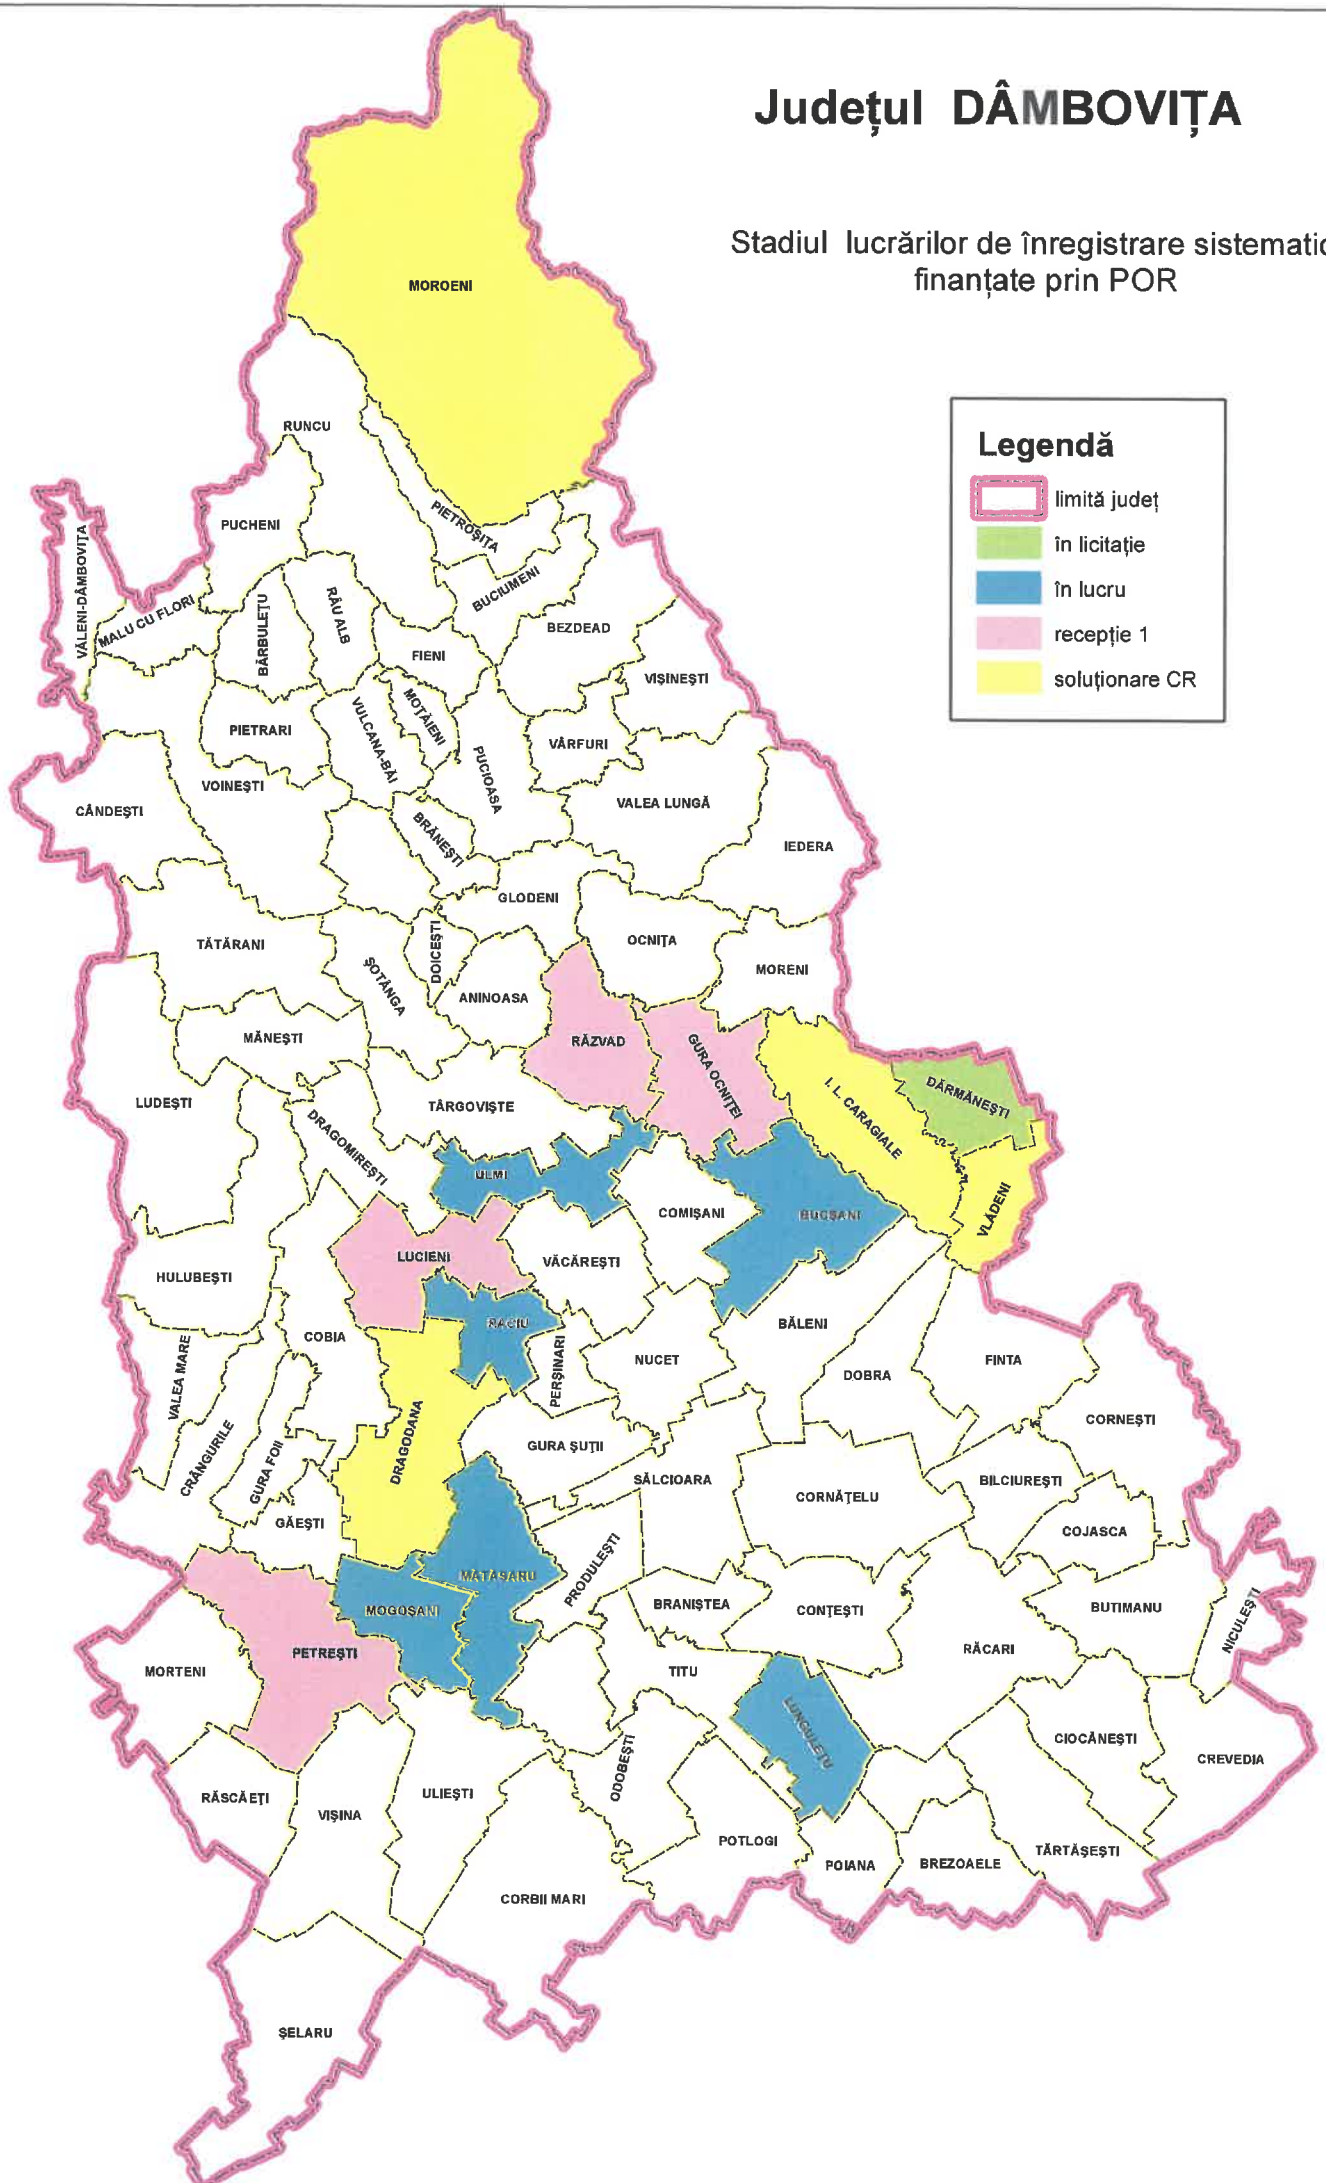 Județul DÂMBOVIȚA
Stadiul lucrărilor de înregistrare sistematic
finanțate prin POR
Legendă
limită județ
în licitație
în lucru
recepție 1
soluționare CR
MOROENI
RUNCU
PIETROȘIȚA
PUCHENI
VĂLENI-DÂMBOVIȚA
MALU CU FLORI
BĂRBULEȚU
RÂU ALB
BUCIUMENI
BEZDEAD
FIENI
VIȘINEȘTI
MOȚĂIENI
PIETRARI
VULCANA-BĂI
VÂRFURI
PUCIOASA
VOINEȘTI
CÂNDEȘTI
VALEA LUNGĂ
BRĂNEȘTI
IEDERA
GLODENI
TĂTĂRANI
DOICEȘTI
OCNIȚA
ȘOTÂNGA
MORENI
ANINOASA
MĂNEȘTI
RĂZVAD
GURA OCNIȚEI
LUDEȘTI
TÂRGOVIȘTE
DĂRMĂNEȘTI
I. L. CARAGIALE
DRAGOMIREȘTI
ULMI
COMIȘANI
BUCȘANI
VLĂDENI
LUCIENI
VĂCĂREȘTI
HULUBEȘTI
COBIA
RACIU
BĂLENI
PERȘINARI
NUCET
FINTA
VALEA MARE
DOBRA
CORNEȘTI
DRAGODANA
GURA ȘUȚII
CRÂNGURILE
GURA FOII
SĂLCIOARA
BILCIUREȘTI
CORNĂȚELU
GĂEȘTI
COJASCA
MĂTĂSARU
PRODULEȘTI
BRANIȘTEA
CONȚEȘTI
BUTIMANU
NICULEȘTI
MOGOȘANI
RĂCARI
PETREȘTI
MORTENI
TITU
LUNGULEȚU
CIOCĂNEȘTI
CREVEDIA
ODOBEȘTI
RĂSCĂEȚI
ULIEȘTI
VIȘINA
POTLOGI
TĂRTĂȘEȘTI
POIANA
BREZOAELE
CORBII MARI
ȘELARU